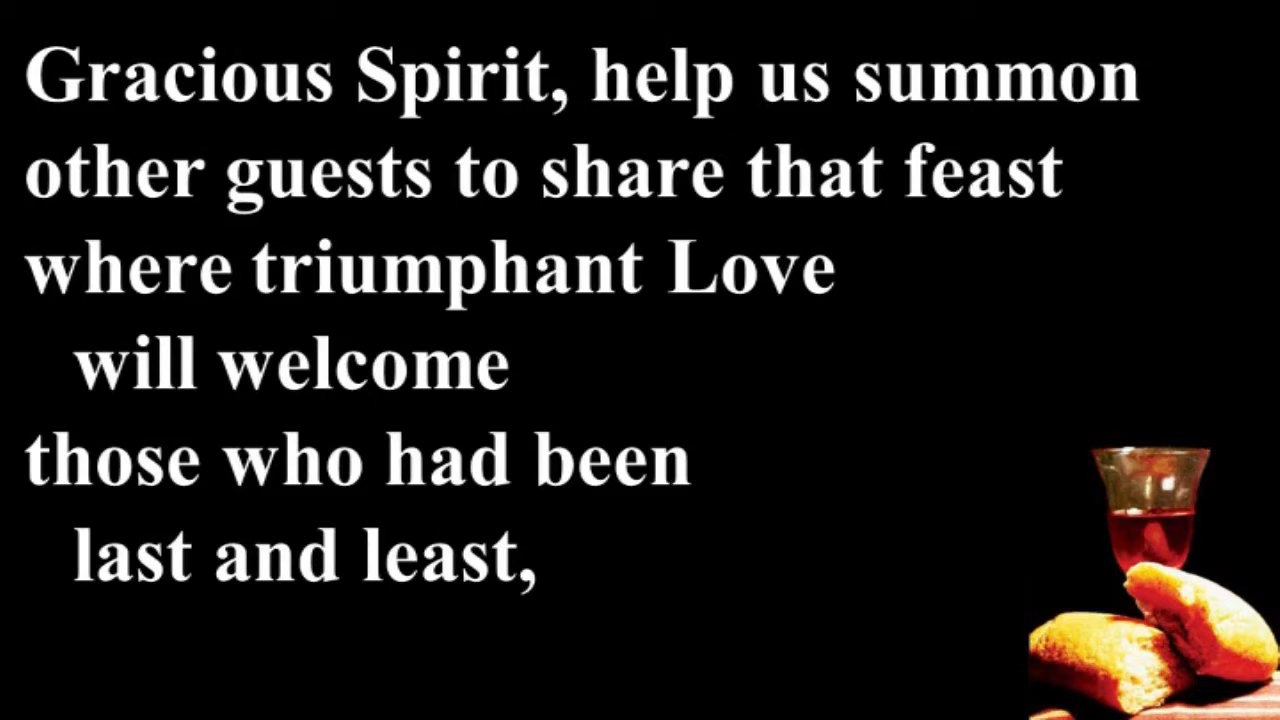 Gracious Spirit, help us summon
other guests to share that feast
where triumphant Love
will welcome
those who had been
last and least,